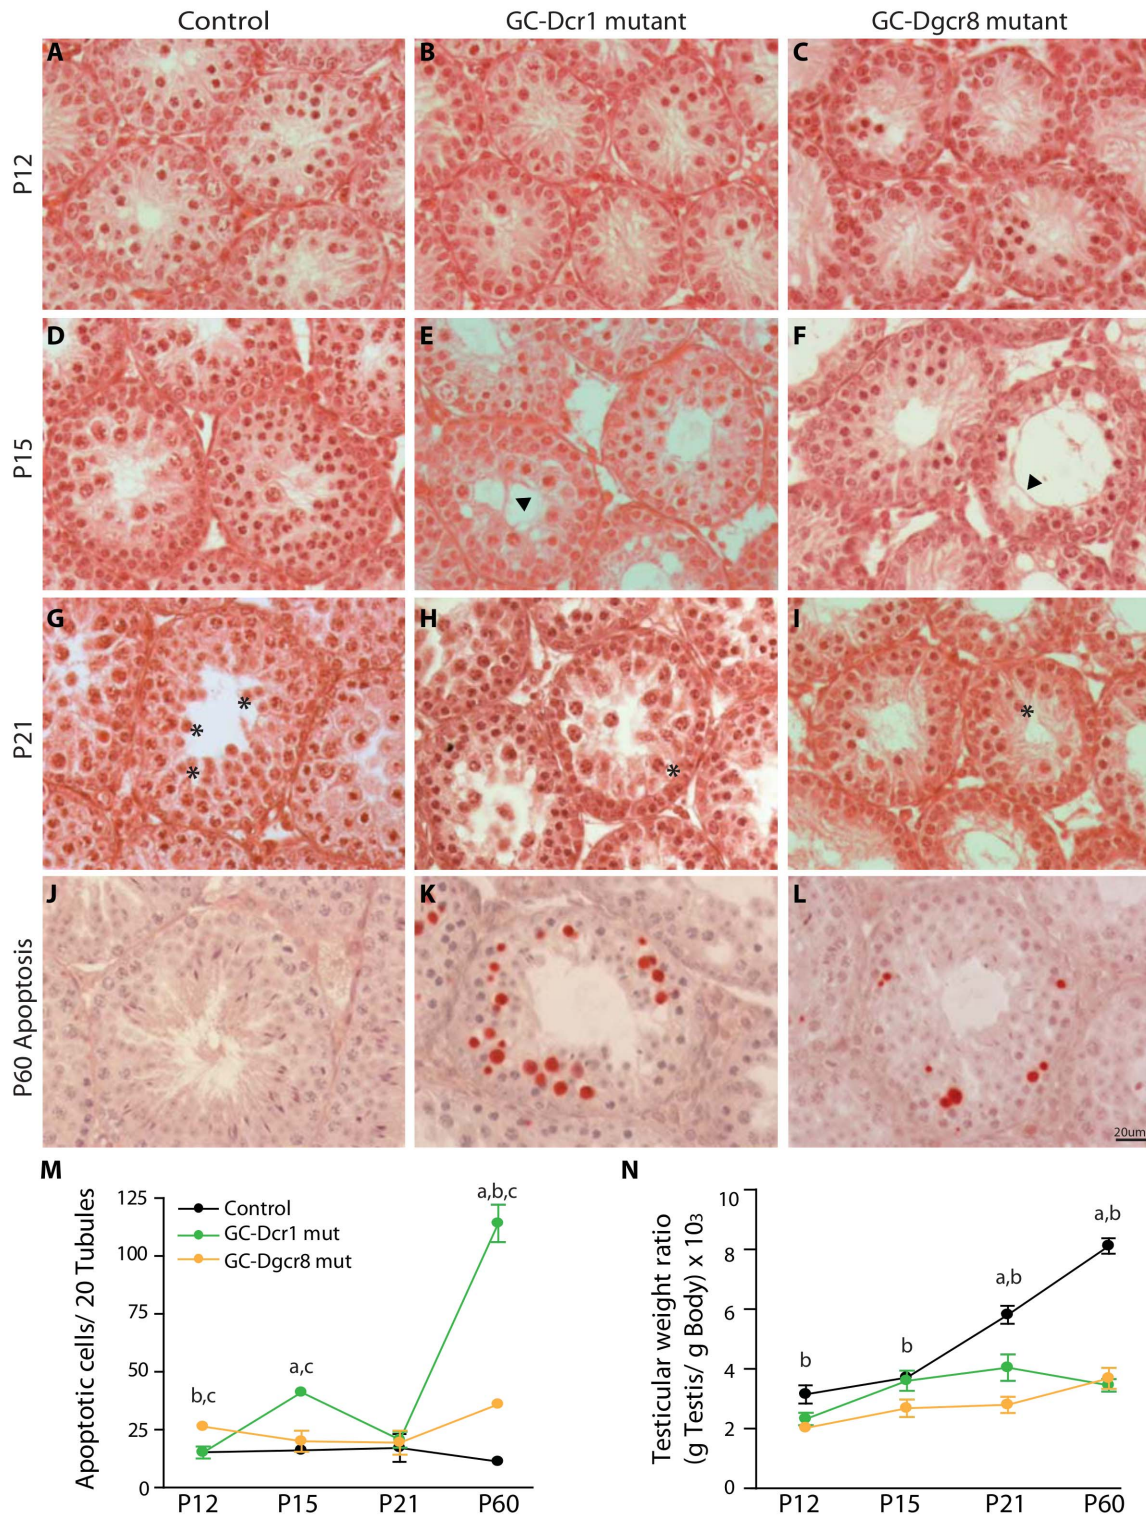 Control GC-Dcr1 mutant GC-Dgcr8 mutant
P12
A B C
P15
D E F
P21
G * * * H * I *
P60 Apoptosis
J K L
20um
M
Apoptotic cells/ 20 Tubules
125
100
75
50
25
0
Control
GC-Dcr1 mut
GC-Dgcr8 mut
b,c
a,c
a,b,c
P12 P15 P21 P60
N
Testicular weight ratio
(g Testis/ g Body) x 10₃
10
8
6
4
2
0
b
b
a,b
a,b
P12 P15 P21 P60